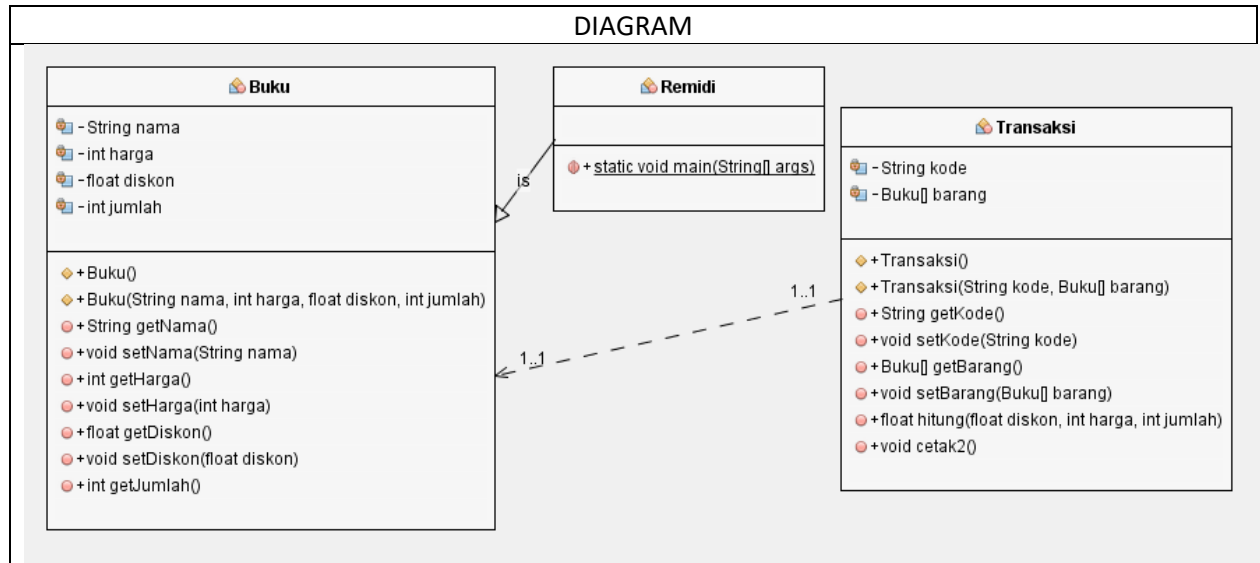 DIAGRAM
Buku
- String nama
- int harga
- float diskon
- int jumlah
+ Buku()
+ Buku(String nama, int harga, float diskon, int jumlah)
+ String getNama()
+ void setNama(String nama)
+ int getHarga()
+ void setHarga(int harga)
+ float getDiskon()
+ void setDiskon(float diskon)
+ int getJumlah()
is
Remidi
+ static void main(String[] args)
1..1
1..1
Transaksi
- String kode
- Buku[] barang
+ Transaksi()
+ Transaksi(String kode, Buku[] barang)
+ String getKode()
+ void setKode(String kode)
+ Buku[] getBarang()
+ void setBarang(Buku[] barang)
+ float hitung(float diskon, int harga, int jumlah)
+ void cetak2()